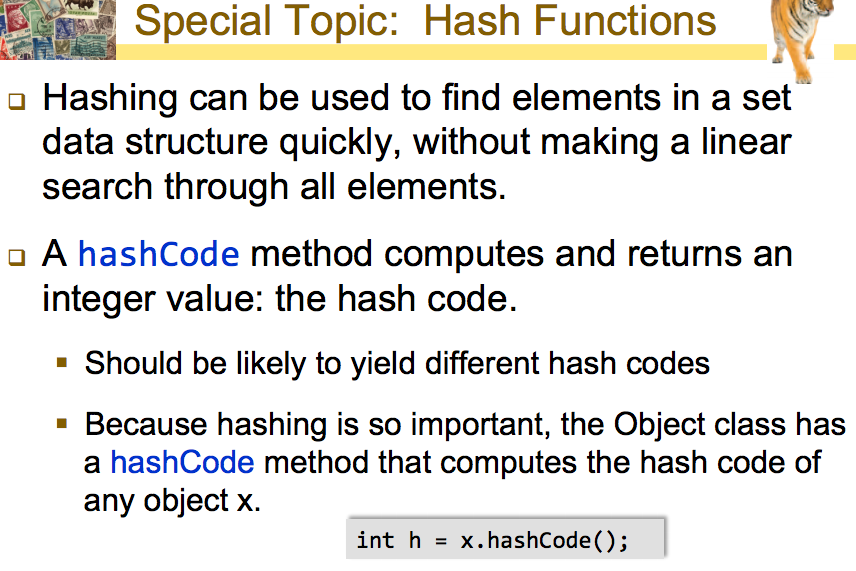 Special Topic:  Hash Functions
Hashing can be used to find elements in a set
data structure quickly, without making a linear
search through all elements.
A hashCode method computes and returns an
integer value: the hash code.
Should be likely to yield different hash codes
Because hashing is so important, the Object class has
a hashCode method that computes the hash code of
any object x.
int h = x.hashCode();